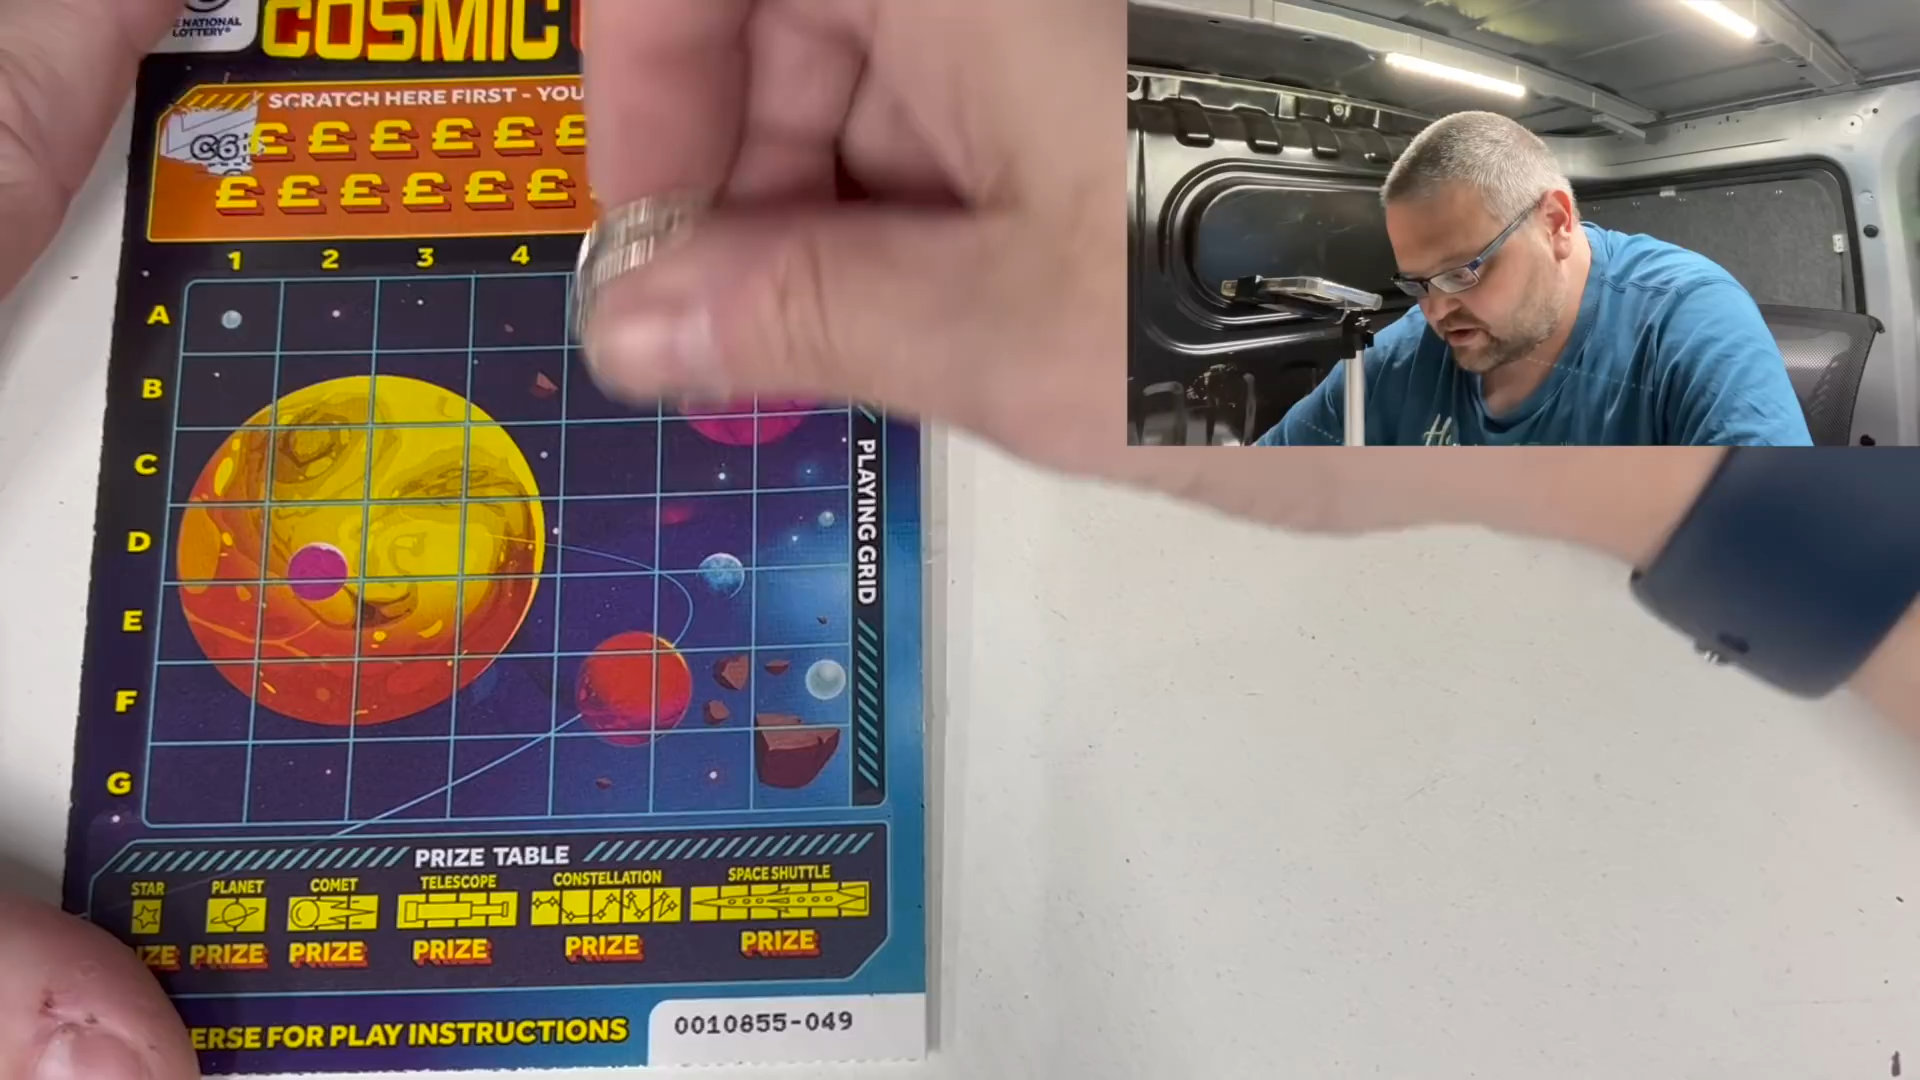 NATIONAL
LOTTERY®
COSMIC
SCRATCH HERE FIRST - YOU
C6 £ £ £ £ £ £
£ £ £ £ £ £
1 2 3 4
A
B
C
D
E
F
G
PLAYING GRID
PRIZE TABLE
STAR PLANET COMET TELESCOPE CONSTELLATION SPACE SHUTTLE
IZE PRIZE PRIZE PRIZE PRIZE PRIZE
ERSE FOR PLAY INSTRUCTIONS
0010855-049